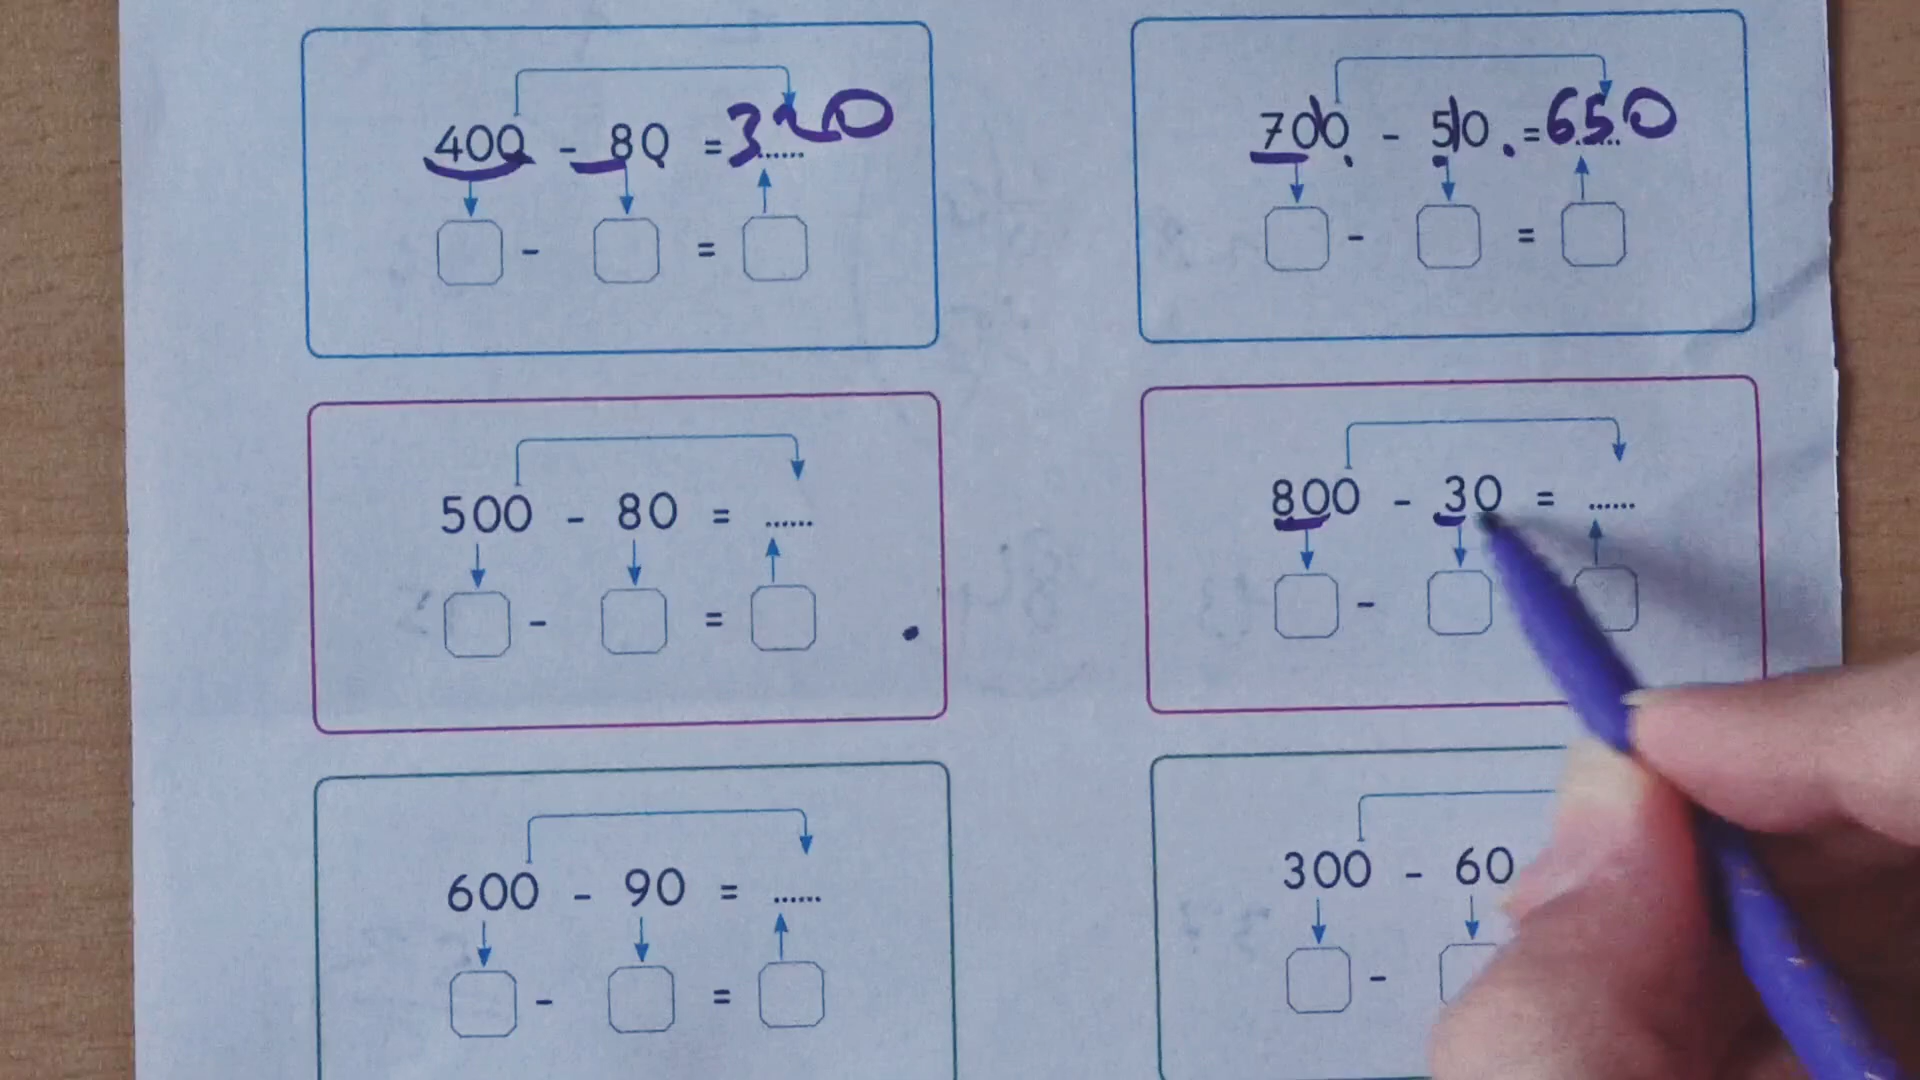 400 - 80 = 320
- =
700 - 50 = 650
- =
500 - 80 = ......
- =
800 - 30 = ......
- =
600 - 90 = ......
- =
300 - 60
-